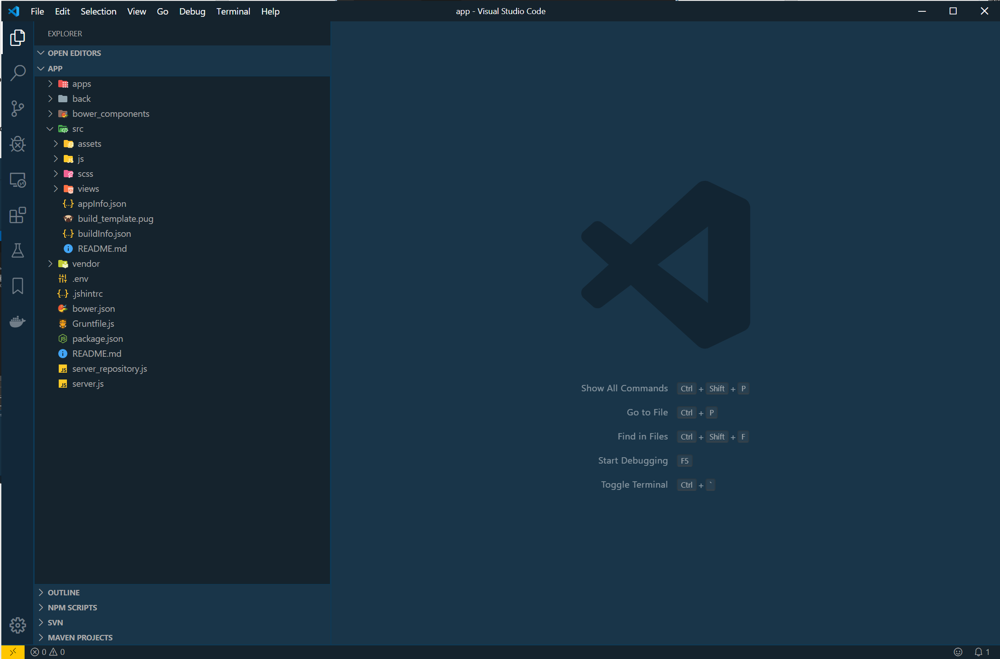 File Edit Selection View Go Debug Terminal Help
app - Visual Studio Code
EXPLORER
OPEN EDITORS
APP
apps
back
bower_components
src
assets
js
scss
views
appInfo.json
build_template.pug
buildInfo.json
README.md
vendor
.env
.jshintrc
bower.json
Gruntfile.js
package.json
README.md
server_repository.js
server.js
OUTLINE
NPM SCRIPTS
SVN
MAVEN PROJECTS
Show All Commands Ctrl + Shift + P
Go to File Ctrl + P
Find in Files Ctrl + Shift + F
Start Debugging F5
Toggle Terminal Ctrl + `
0 0
1